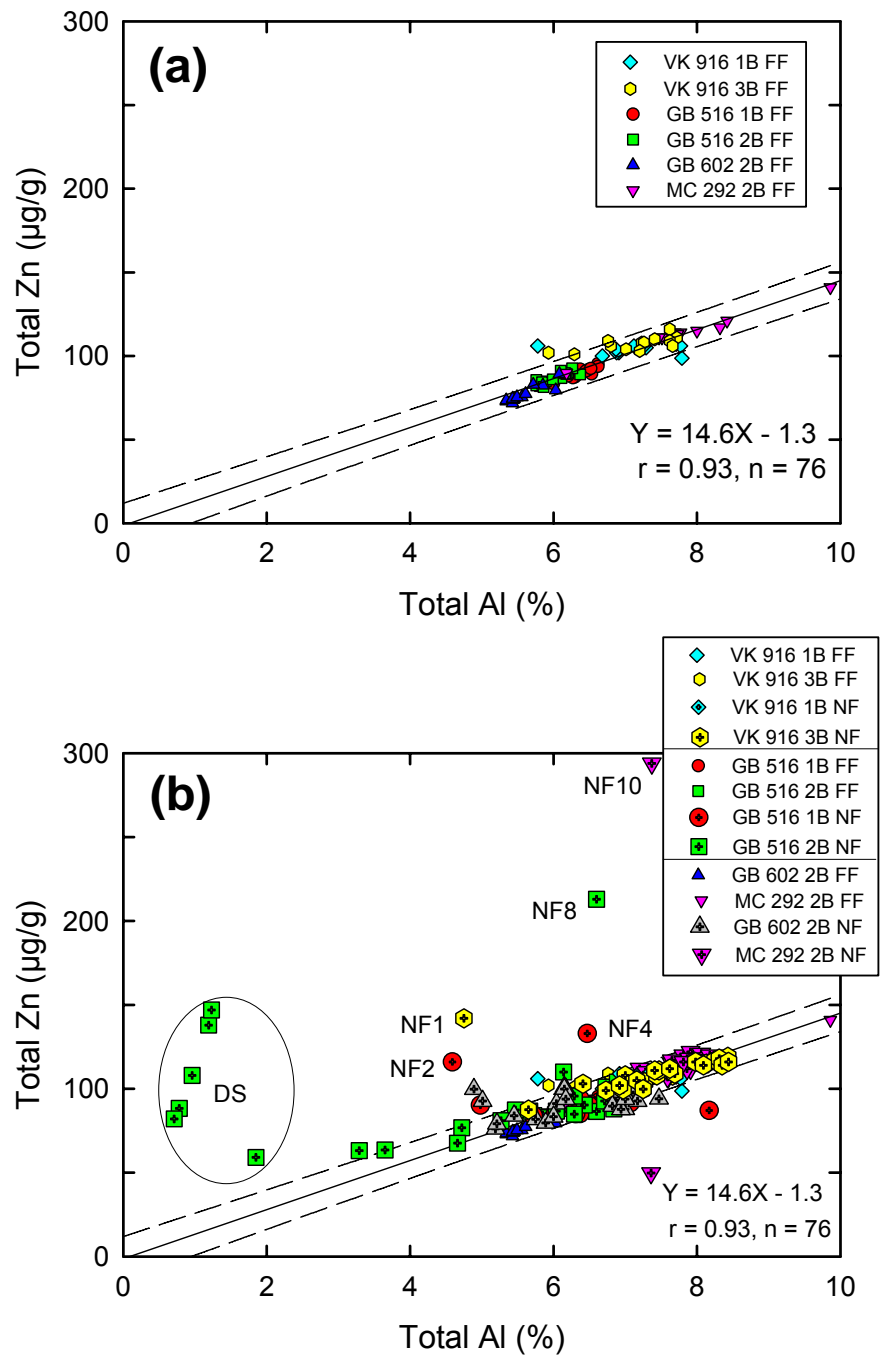 300
(a)
VK 916 1B FF
VK 916 3B FF
GB 516 1B FF
GB 516 2B FF
GB 602 2B FF
MC 292 2B FF
200
Total Zn (µg/g)
100
Y = 14.6X - 1.3
r = 0.93, n = 76
0
0 2 4 6 8 10
Total Al (%)
VK 916 1B FF
VK 916 3B FF
VK 916 1B NF
VK 916 3B NF
GB 516 1B FF
GB 516 2B FF
GB 516 1B NF
GB 516 2B NF
GB 602 2B FF
MC 292 2B FF
GB 602 2B NF
MC 292 2B NF
300
(b)
NF10
NF8
200
Total Zn (µg/g)
NF1
NF4
NF2
100
DS
Y = 14.6X - 1.3
r = 0.93, n = 76
0
0 2 4 6 8 10
Total Al (%)